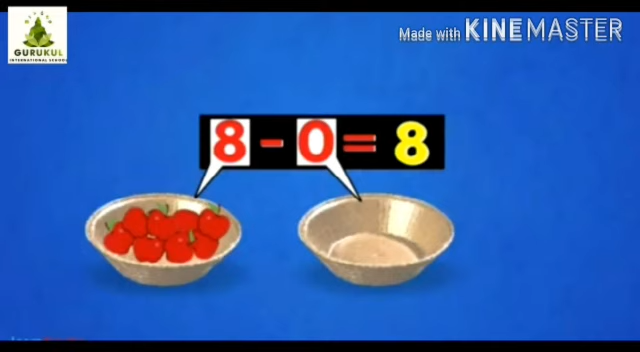 GURUKUL
INTERNATIONAL SCHOOL
Made with KINEMASTER
8 - 0 = 8